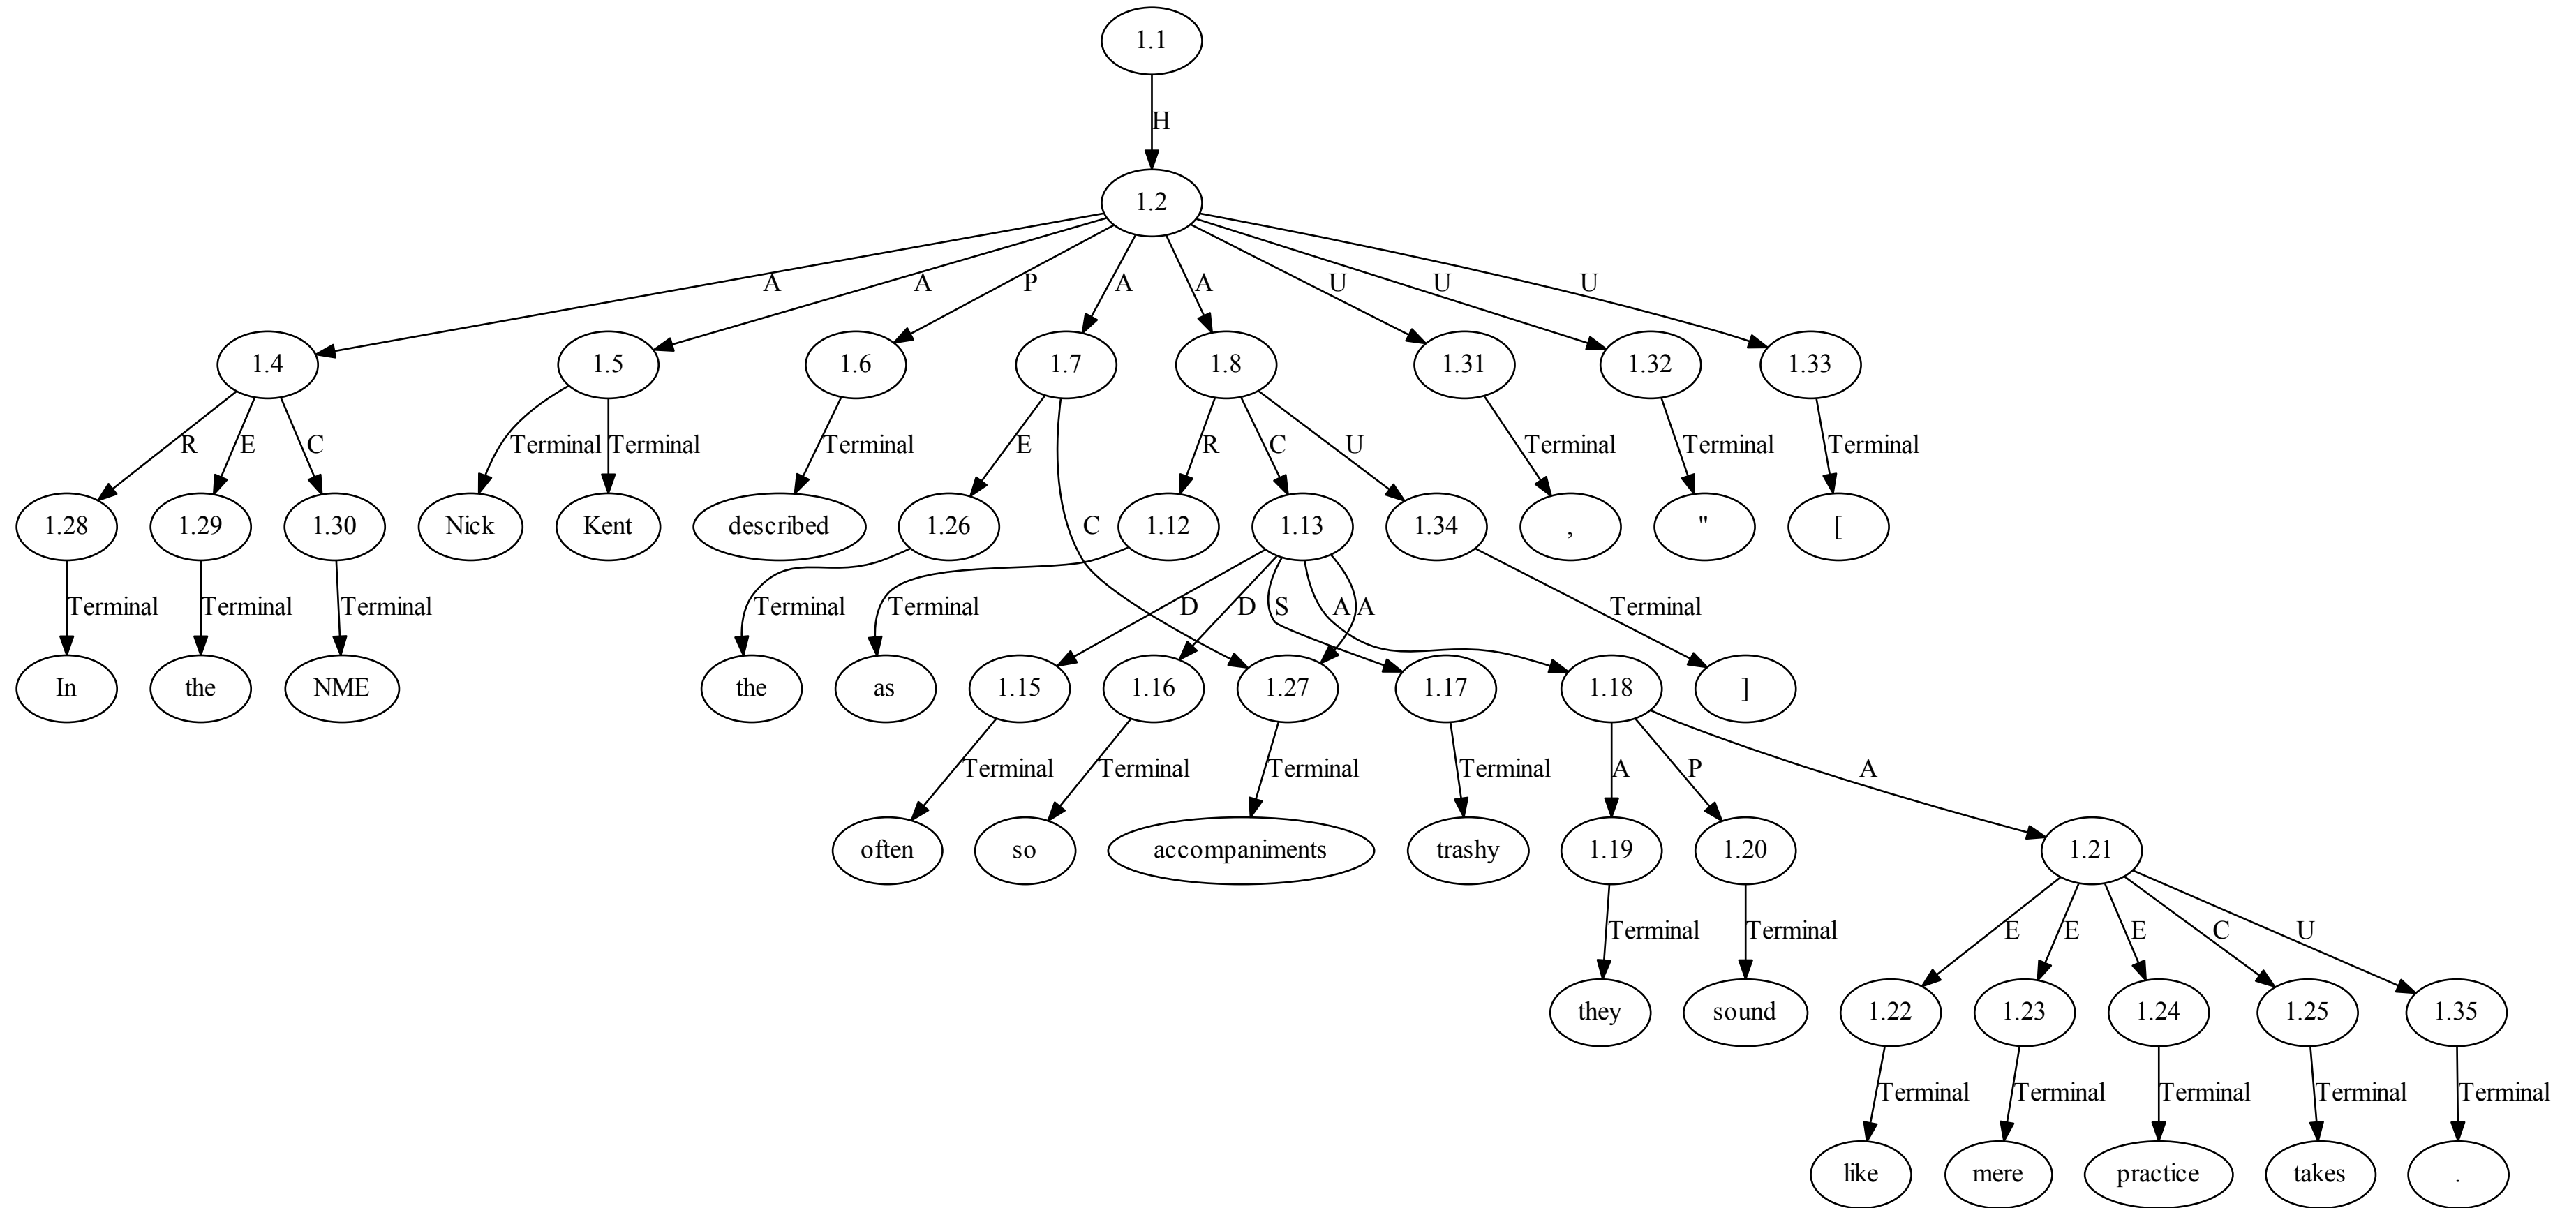 1.1
H
1.2
A A P A A U U U
1.4 1.5 1.6 1.7 1.8 1.31 1.32 1.33
R E C Terminal Terminal Terminal E C R C U Terminal Terminal Terminal
1.28 1.29 1.30 Nick Kent described 1.26 1.12 1.13 1.34 , " [
Terminal Terminal Terminal Terminal Terminal D D S A A Terminal
In the NME the as 1.15 1.16 1.27 1.17 1.18 ]
Terminal Terminal Terminal Terminal A P A
often so accompaniments trashy 1.19 1.20 1.21
Terminal Terminal E E E C U
they sound 1.22 1.23 1.24 1.25 1.35
Terminal Terminal Terminal Terminal Terminal
like mere practice takes .